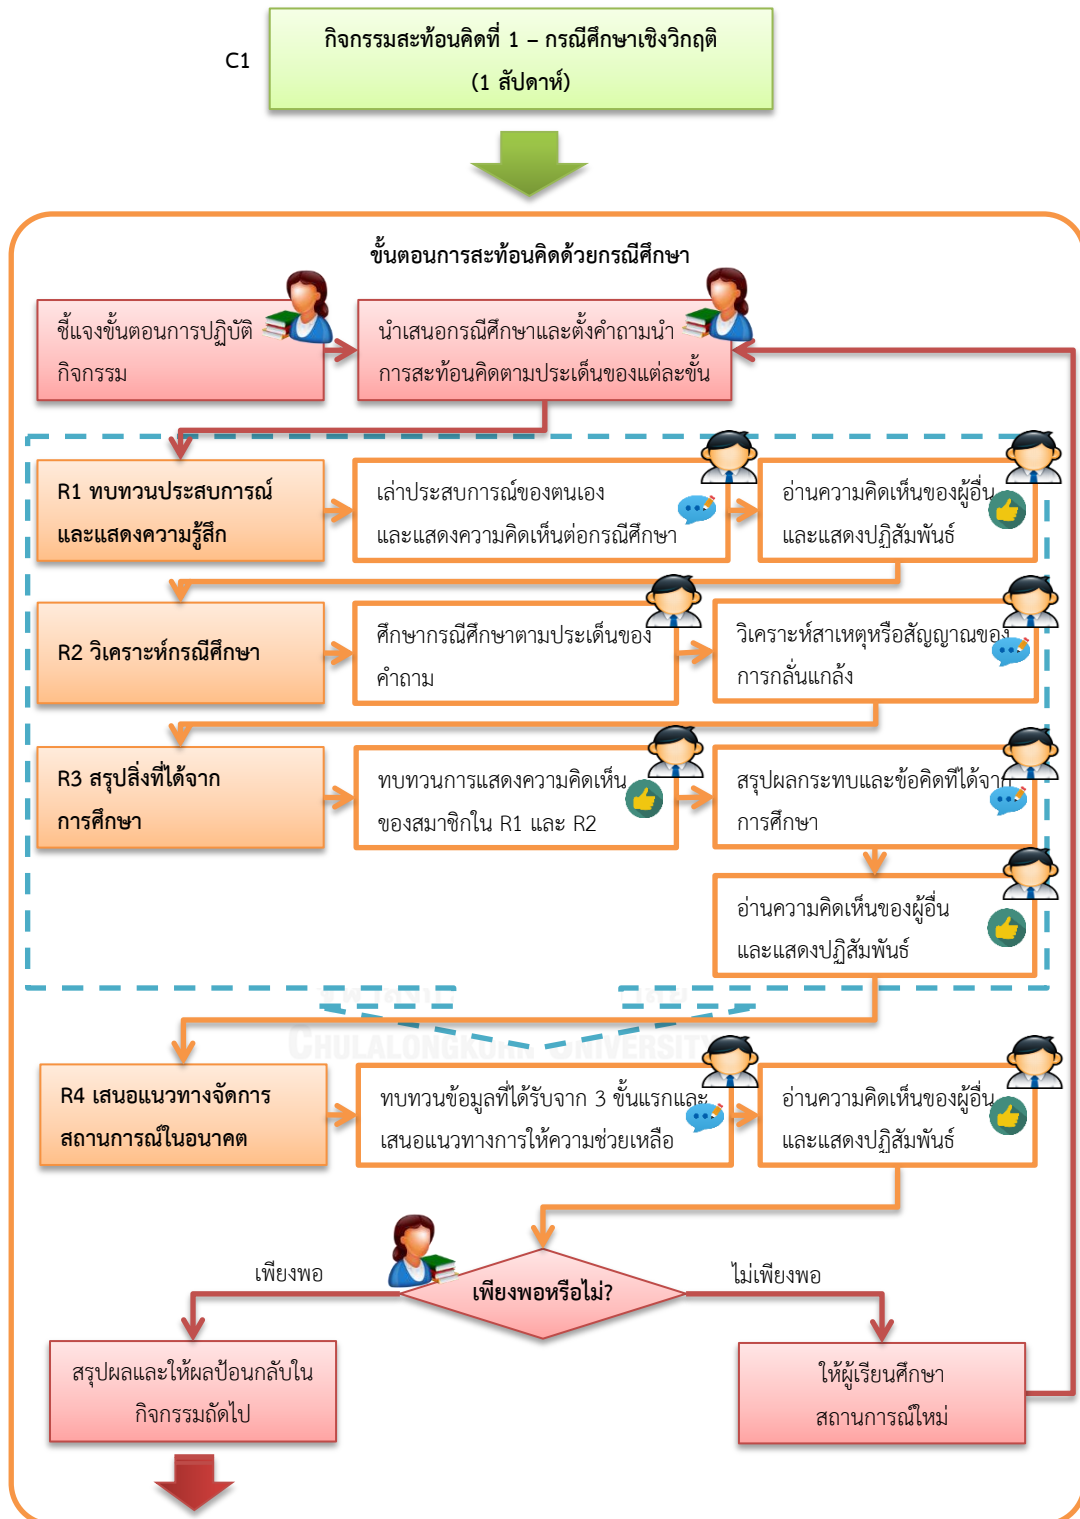 กิจกรรมสะท้อนคิดที่ 1 – กรณีศึกษาเชิงวิกฤติ
C1
(1 สัปดาห์)
ขั้นตอนการสะท้อนคิดด้วยกรณีศึกษา
ชี้แจงขั้นตอนการปฏิบัติ
กิจกรรม
นำเสนอกรณีศึกษาและตั้งคำถามนำ
การสะท้อนคิดตามประเด็นของแต่ละขั้น
R1 ทบทวนประสบการณ์
และแสดงความรู้สึก
เล่าประสบการณ์ของตนเอง
และแสดงความคิดเห็นต่อกรณีศึกษา
อ่านความคิดเห็นของผู้อื่น
และแสดงปฏิสัมพันธ์
R2 วิเคราะห์กรณีศึกษา
ศึกษากรณีศึกษาตามประเด็นของ
คำถาม
วิเคราะห์สาเหตุหรือสัญญาณของ
การกลั่นแกล้ง
R3 สรุปสิ่งที่ได้จาก
การศึกษา
ทบทวนการแสดงความคิดเห็น
ของสมาชิกใน R1 และ R2
สรุปผลกระทบและข้อคิดที่ได้จาก
การศึกษา
อ่านความคิดเห็นของผู้อื่น
และแสดงปฏิสัมพันธ์
CHULALONGKORN UNIVERSITY
R4 เสนอแนวทางจัดการ
สถานการณ์ในอนาคต
ทบทวนข้อมูลที่ได้รับจาก 3 ขั้นแรกและ
เสนอแนวทางการให้ความช่วยเหลือ
อ่านความคิดเห็นของผู้อื่น
และแสดงปฏิสัมพันธ์
เพียงพอ
ไม่เพียงพอ
เพียงพอหรือไม่?
สรุปผลและให้ผลป้อนกลับใน
กิจกรรมถัดไป
ให้ผู้เรียนศึกษา
สถานการณ์ใหม่